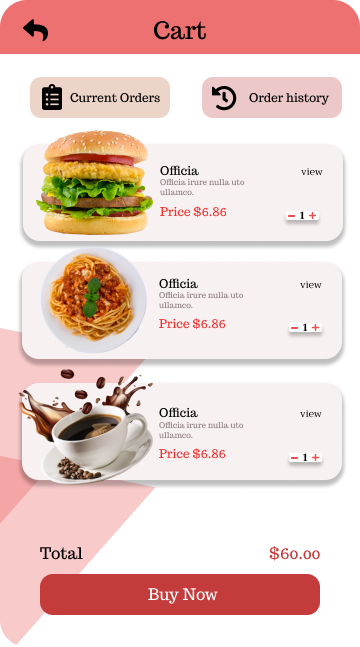 Cart
Current Orders
Order history
Officia
view
Officia irure nulla uto
ullamco.
Price $6.86
- 1 +
Officia
view
Officia irure nulla uto
ullamco.
Price $6.86
- 1 +
Officia
view
Officia irure nulla uto
ullamco.
Price $6.86
- 1 +
Total $60.00
Buy Now